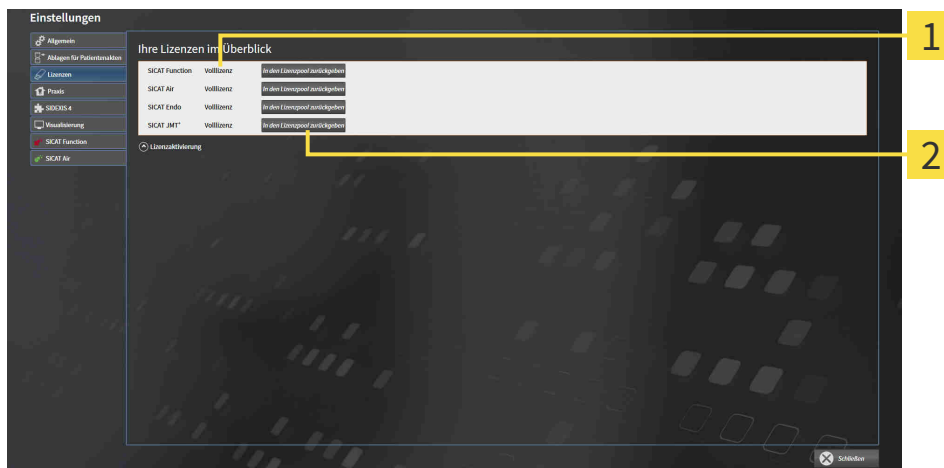 Einstellungen
Allgemein
Ablagen für Patientenakten
Lizenzen
Praxis
SIDEXIS 4
Visualisierung
SICAT Function
SICAT Air
Ihre Lizenzen im Überblick
SICAT Function Volllizenz In den Lizenzpool zurückgeben
SICAT Air Volllizenz In den Lizenzpool zurückgeben
SICAT Endo Volllizenz In den Lizenzpool zurückgeben
SICAT JMT⁺ Volllizenz In den Lizenzpool zurückgeben
Lizenzaktivierung
1
2
Schließen